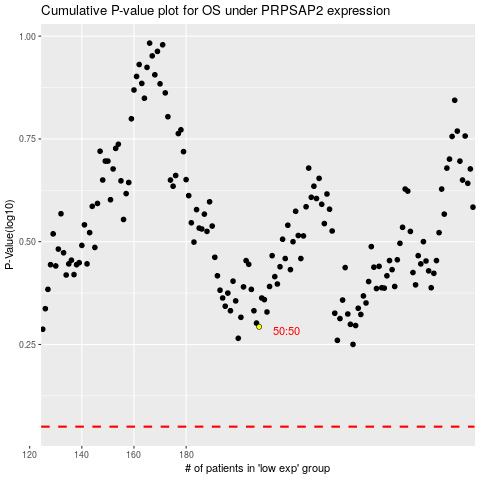 Cumulative P-value plot for OS under PRPSAP2 expression
P-Value(log10)
1.00
0.75
0.50
0.25
50:50
120 140 160 180
# of patients in 'low exp' group